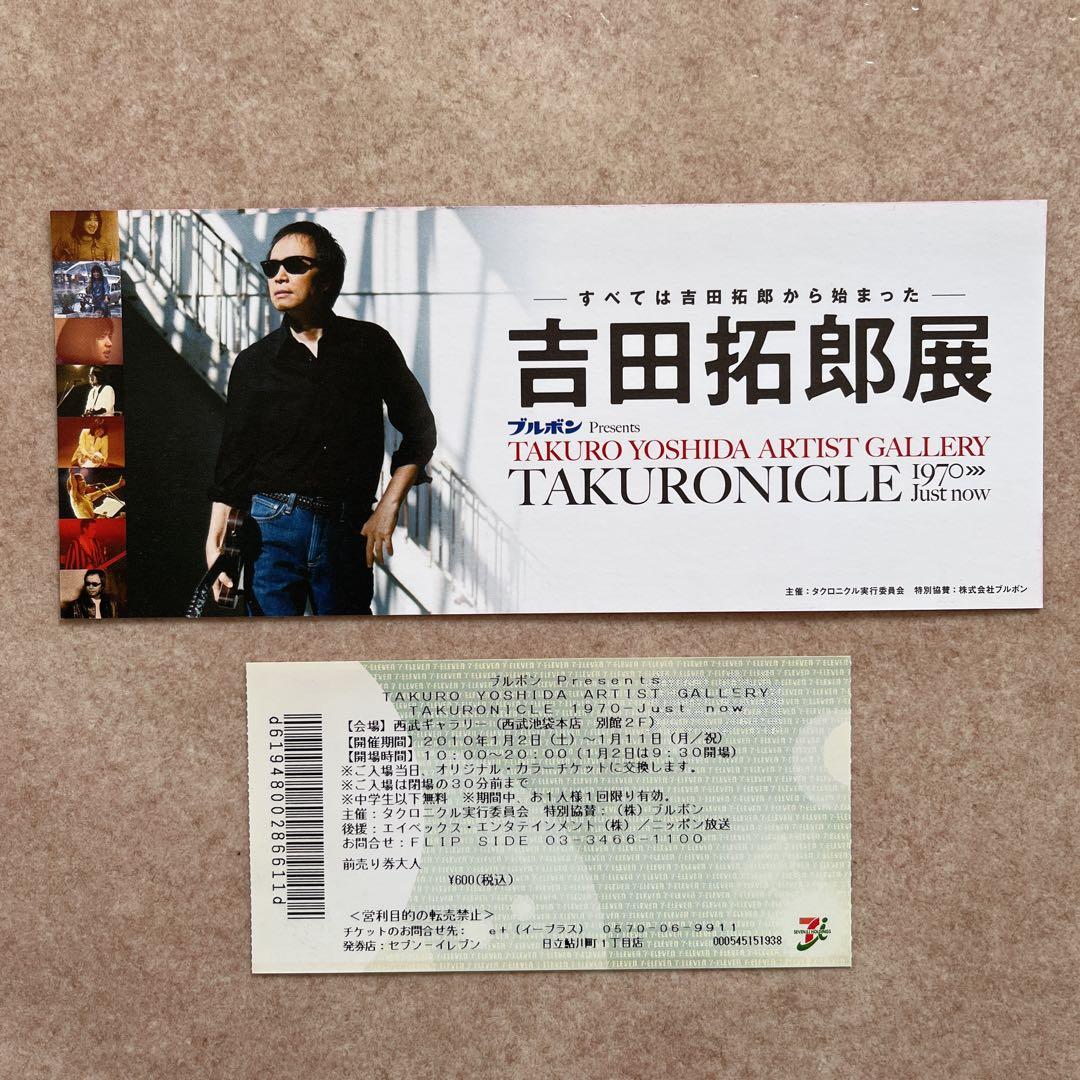 すべては吉田拓郎から始まった
吉田拓郎展
ブルボン Presents
TAKURO YOSHIDA ARTIST GALLERY
TAKURONICLE 1970>>> Just now
主催：タクロニクル実行委員会　特別協賛：株式会社ブルボン
ブルボン Presents
TAKURO YOSHIDA ARTIST GALLERY
TAKURONICLE 1970-Just now
【会場】西武ギャラリー（西武池袋本店　別館2F）
【開催期間】2010年1月2日（土）～1月11日（月／祝）
【開場時間】10:00～20:00（1月2日は9:30開場）
※ご入場当日、オリジナル・カラーチケットに交換します。
※ご入場は閉場の30分前まで
※中学生以下無料　※期間中、お1人様1回限り有効。
主催：タクロニクル実行委員会　特別協賛：（株）ブルボン
後援：エイベックス・エンタテインメント（株）／ニッポン放送
お問合せ：FLIP SIDE 03-3466-1100
前売り券大人
¥600(税込)
＜営利目的の転売禁止＞
チケットのお問合せ先：　e+（イープラス）　0570-06-9911
発券店：セブン－イレブン　日立鮎川町1丁目店　000545151938
d6194800028661​1d
SEVEN & i HOLDINGS
7-ELEVEN